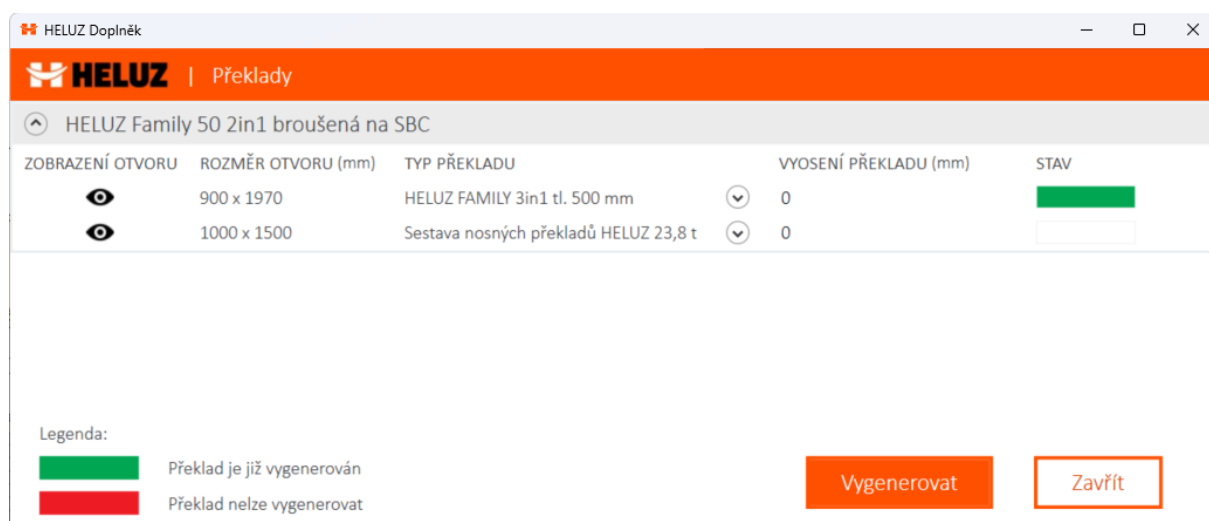 HELUZ Doplněk
HELUZ | Překlady
HELUZ Family 50 2in1 broušená na SBC
ZOBRAZENÍ OTVORU ROZMĚR OTVORU (mm) TYP PŘEKLADU VYOSENÍ PŘEKLADU (mm) STAV
900 x 1970 HELUZ FAMILY 3in1 tl. 500 mm 0
1000 x 1500 Sestava nosných překladů HELUZ 23,8 t 0
Legenda:
Překlad je již vygenerován
Překlad nelze vygenerovat
Vygenerovat Zavřít